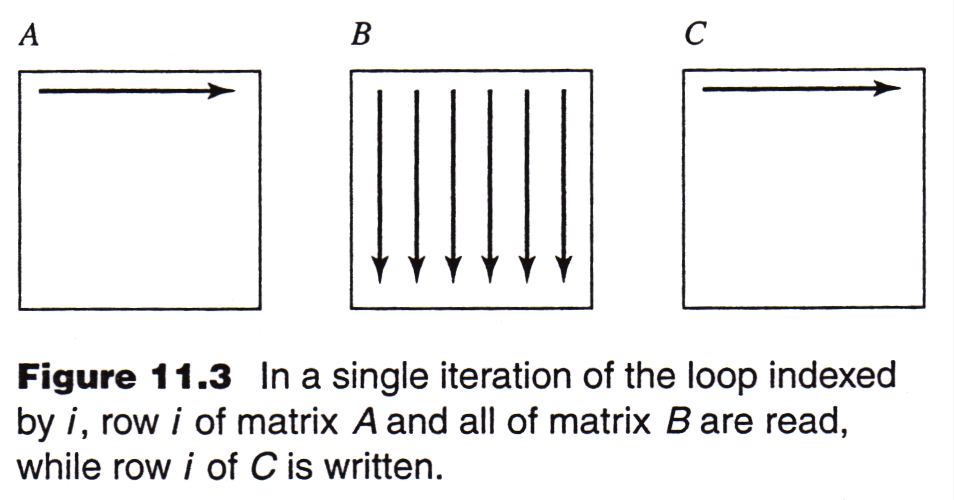 A B C
Figure 11.3 In a single iteration of the loop indexed
by i, row i of matrix A and all of matrix B are read,
while row i of C is written.